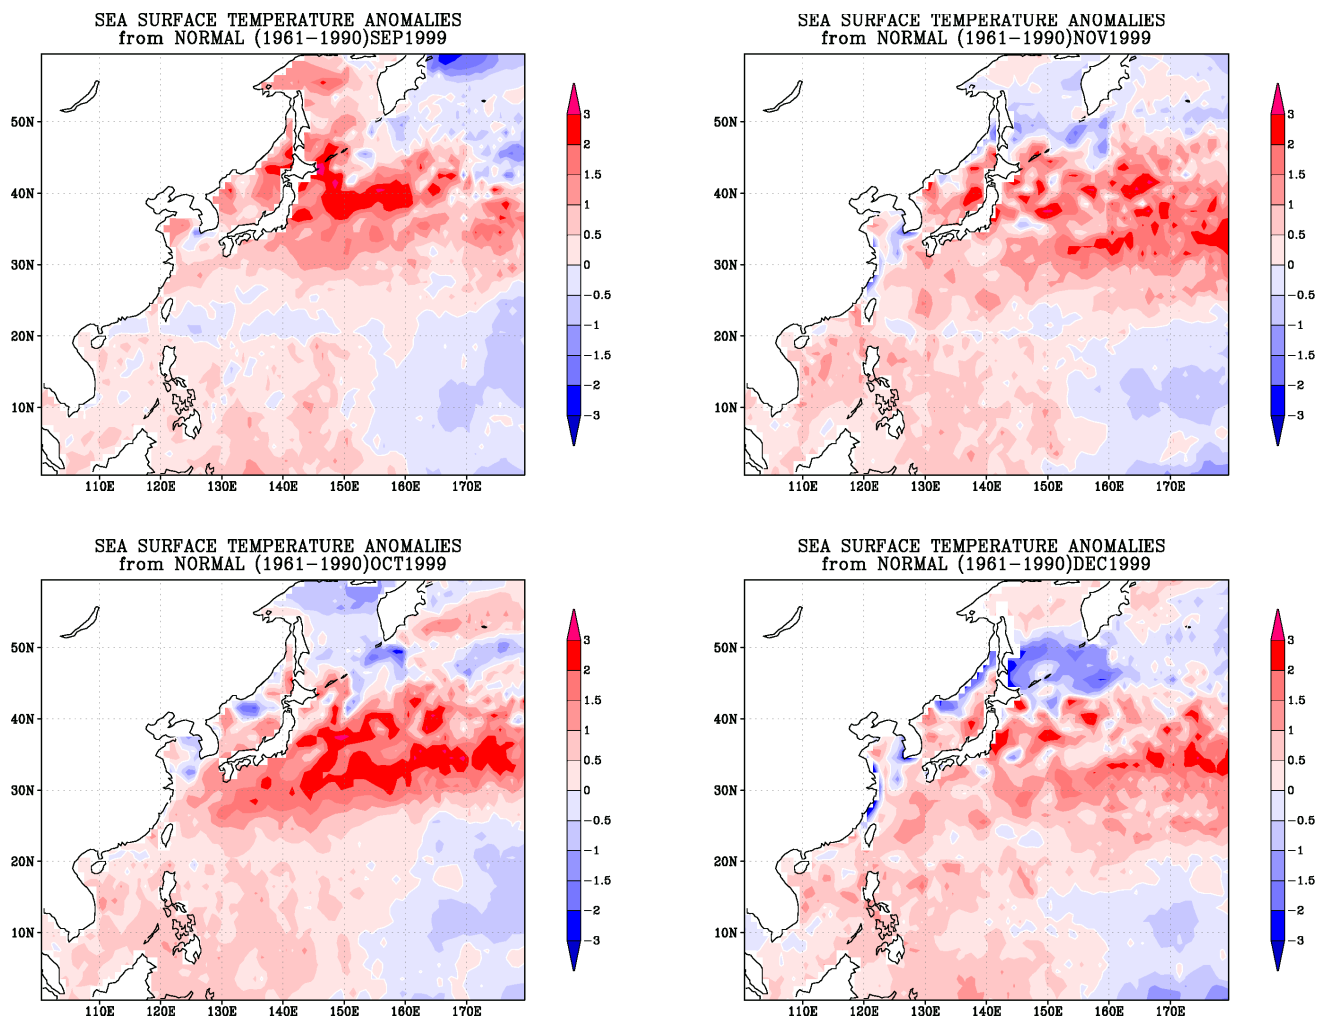 SEA SURFACE TEMPERATURE ANOMALIES
from NORMAL (1961-1990)SEP1999
50N
40N
30N
20N
10N
110E 120E 130E 140E 150E 160E 170E
3
2
1.5
1
0.5
0
-0.5
-1
-1.5
-2
-3
SEA SURFACE TEMPERATURE ANOMALIES
from NORMAL (1961-1990)NOV1999
50N
40N
30N
20N
10N
110E 120E 130E 140E 150E 160E 170E
3
2
1.5
1
0.5
0
-0.5
-1
-1.5
-2
-3
SEA SURFACE TEMPERATURE ANOMALIES
from NORMAL (1961-1990)OCT1999
50N
40N
30N
20N
10N
110E 120E 130E 140E 150E 160E 170E
3
2
1.5
1
0.5
0
-0.5
-1
-1.5
-2
-3
SEA SURFACE TEMPERATURE ANOMALIES
from NORMAL (1961-1990)DEC1999
50N
40N
30N
20N
10N
110E 120E 130E 140E 150E 160E 170E
3
2
1.5
1
0.5
0
-0.5
-1
-1.5
-2
-3